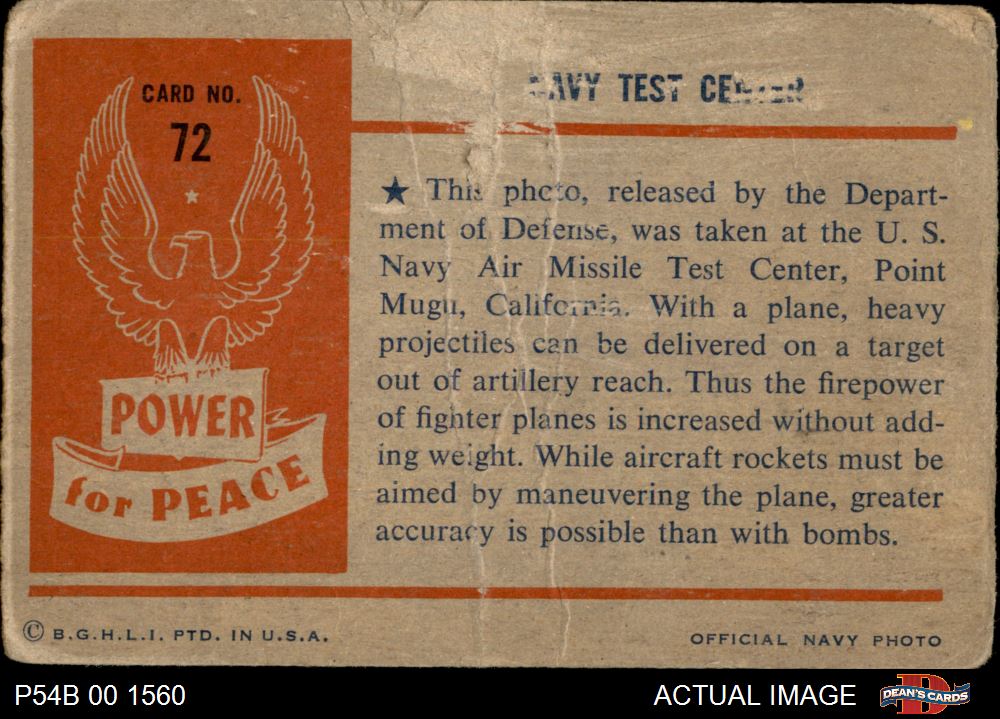 CARD NO.
72
POWER
for PEACE
NAVY TEST CENTER
★ This photo, released by the Depart-
ment of Defense, was taken at the U. S.
Navy Air Missile Test Center, Point
Mugu, California. With a plane, heavy
projectiles can be delivered on a target
out of artillery reach. Thus the firepower
of fighter planes is increased without add-
ing weight. While aircraft rockets must be
aimed by maneuvering the plane, greater
accuracy is possible than with bombs.
© B.G.H.L.I. PTD. IN U.S.A.
OFFICIAL NAVY PHOTO
P54B 00 1560
ACTUAL IMAGE
DEAN'S CARDS